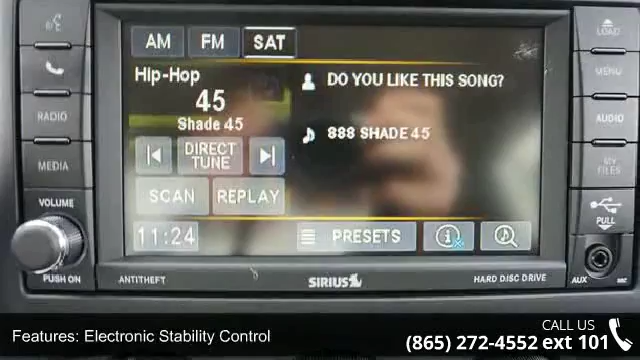 AM FM SAT
LOAD
Hip-Hop
DO YOU LIKE THIS SONG?
MENU
45
Shade 45
RADIO
888 SHADE 45
AUDIO
DIRECT
TUNE
MEDIA
MY
FILES
SCAN REPLAY
VOLUME
PULL
11:24
PRESETS
PUSH ON
ANTITHEFT
SIRIUS
HARD DISC DRIVE
AUX
Features: Electronic Stability Control
CALL US
(865) 272-4552 ext 101